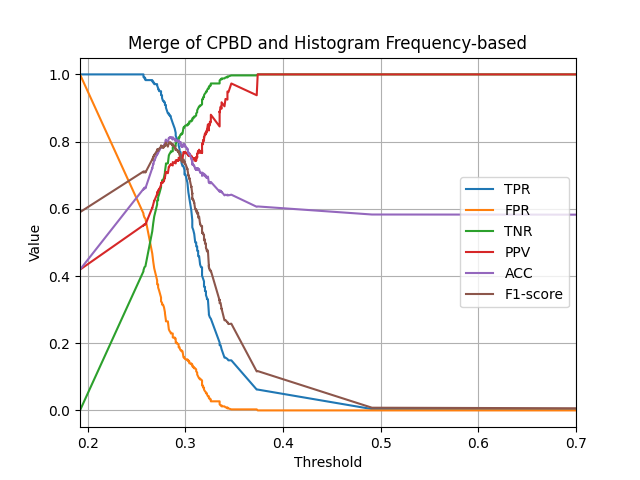 Merge of CPBD and Histogram Frequency-based
1.0
0.8
0.6
0.4
0.2
0.0
Value
TPR
FPR
TNR
PPV
ACC
F1-score
0.2 0.3 0.4 0.5 0.6 0.7
Threshold